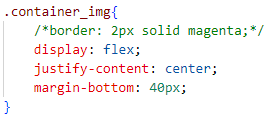 .container_img{
    /*border: 2px solid magenta;*/
    display: flex;
    justify-content: center;
    margin-bottom: 40px;
}